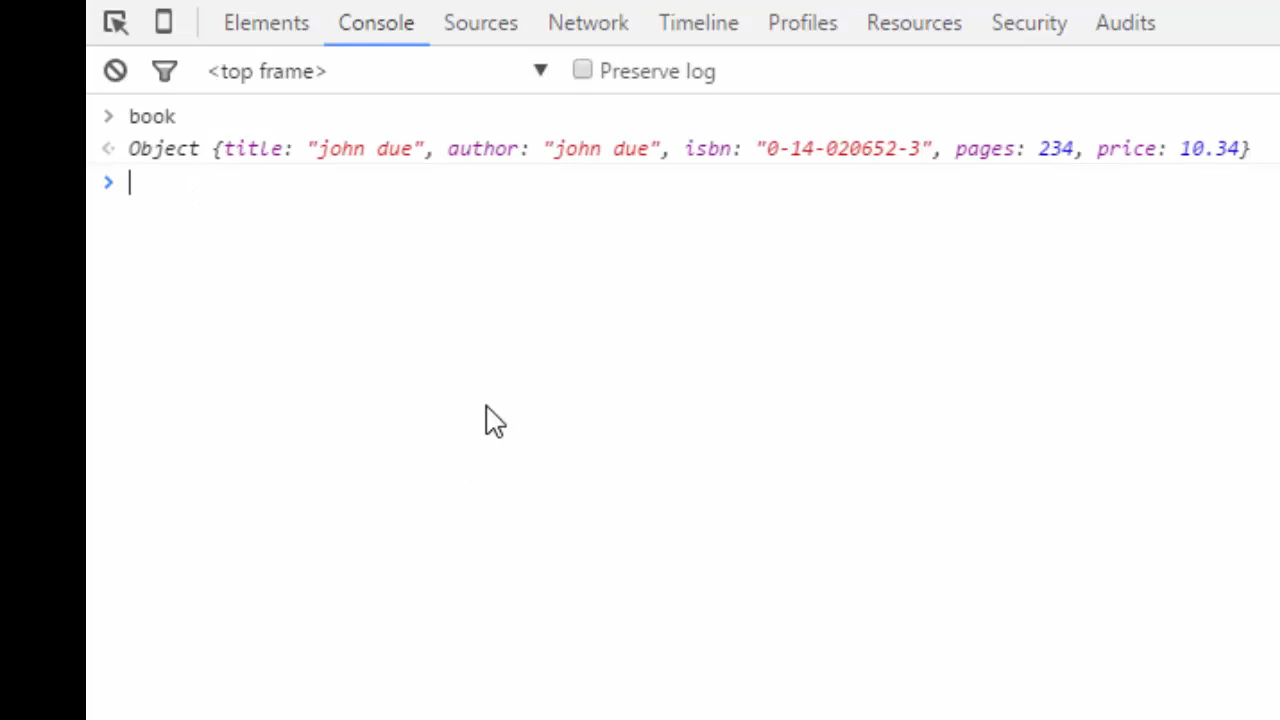 Elements Console Sources Network Timeline Profiles Resources Security Audits
<top frame> ▼ Preserve log
> book
Object {title: "john due", author: "john due", isbn: "0-14-020652-3", pages: 234, price: 10.34}
>